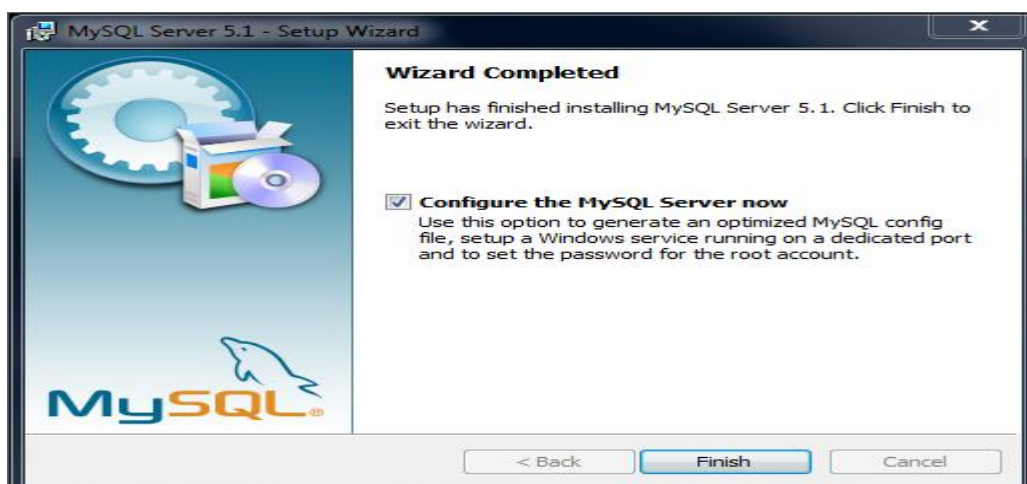 MySQL Server 5.1 - Setup Wizard
Wizard Completed
Setup has finished installing MySQL Server 5.1. Click Finish to
exit the wizard.
Configure the MySQL Server now
Use this option to generate an optimized MySQL config
file, setup a Windows service running on a dedicated port
and to set the password for the root account.
MySQL®
< Back Finish Cancel